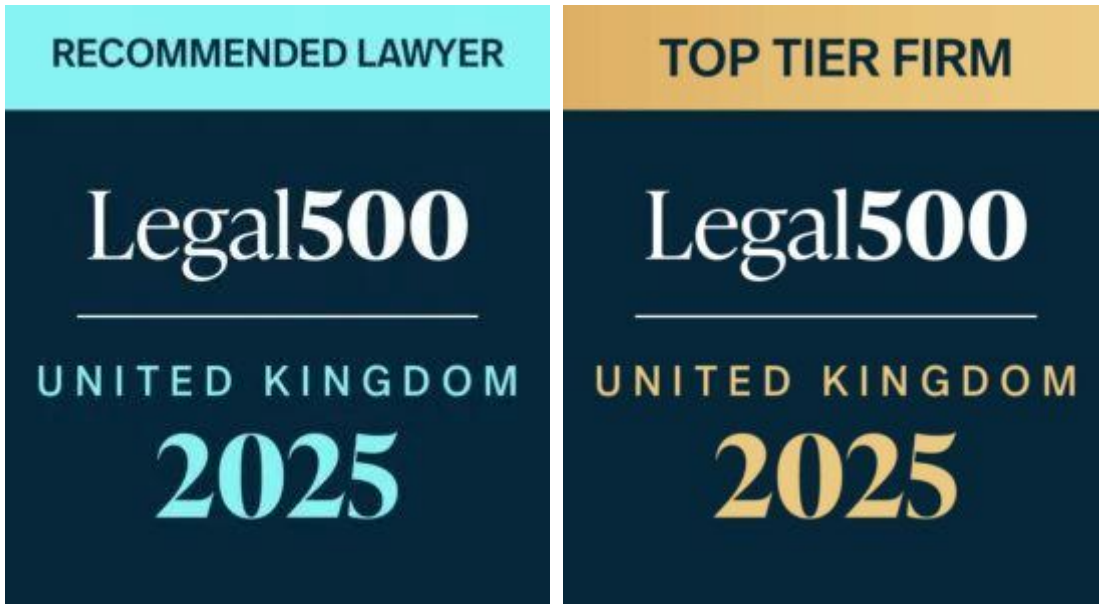 RECOMMENDED LAWYER
Legal500
UNITED KINGDOM
2025
TOP TIER FIRM
Legal500
UNITED KINGDOM
2025